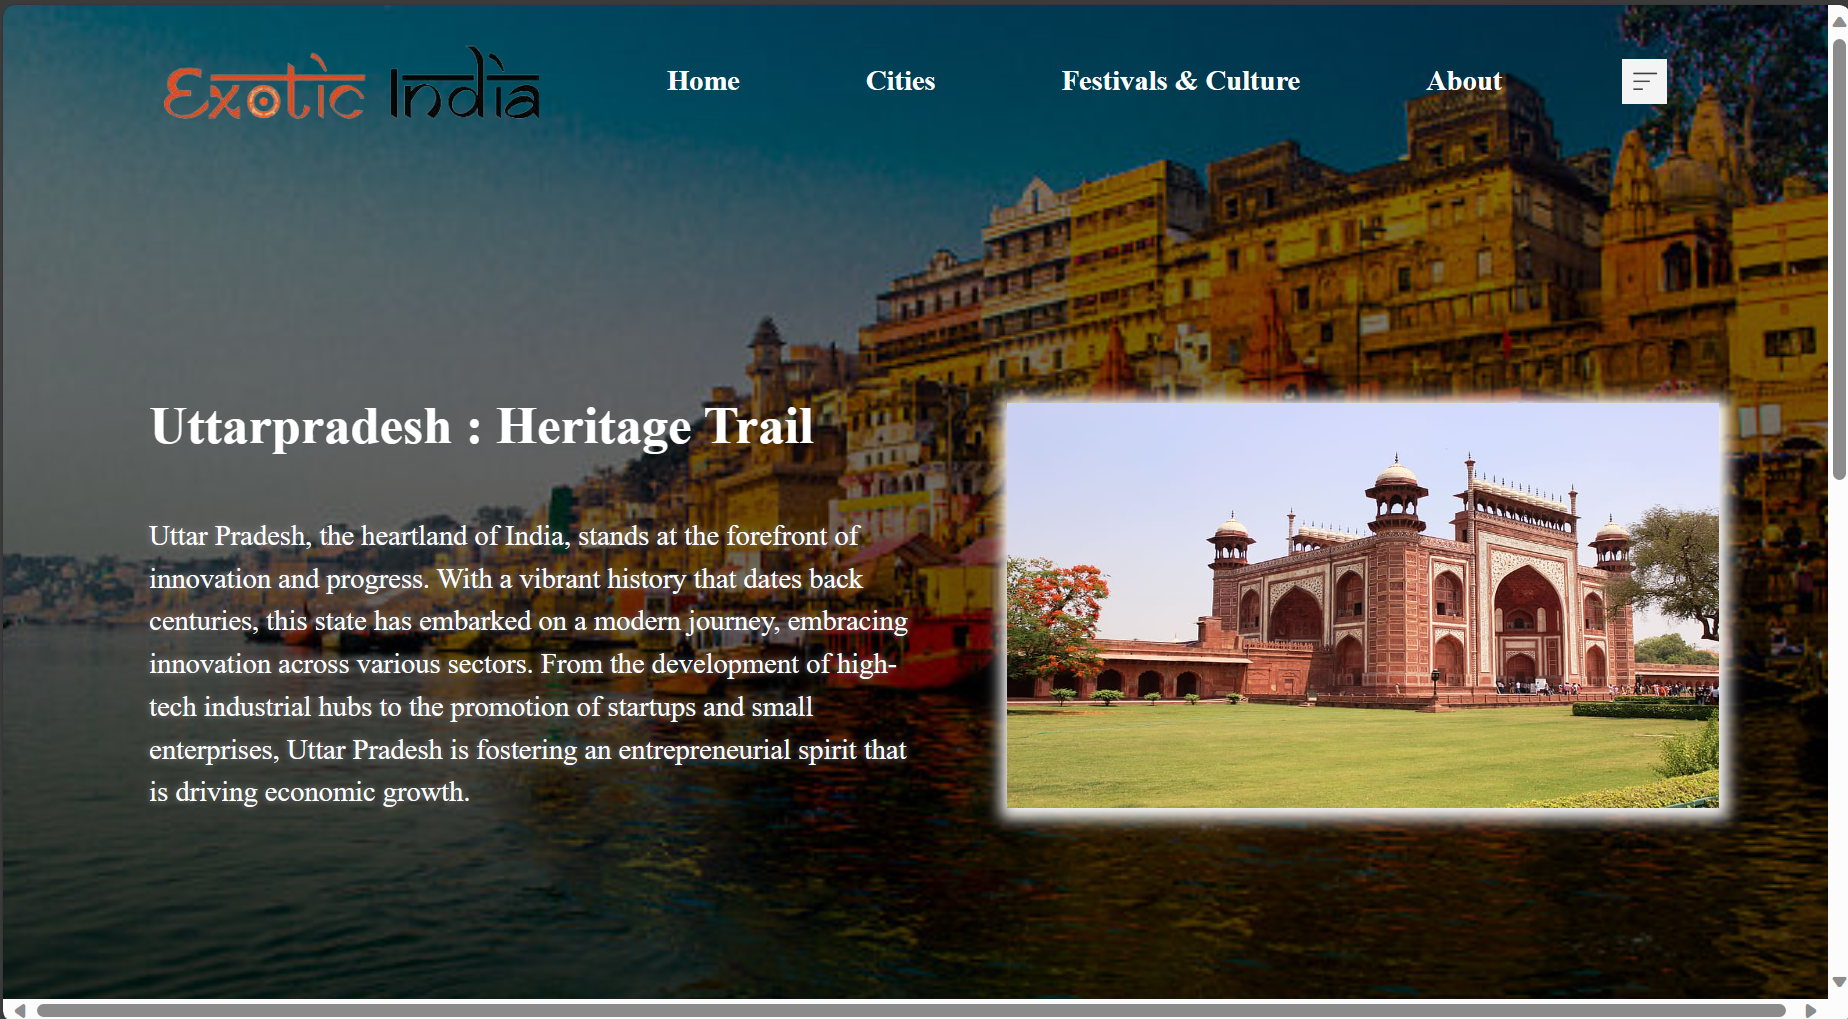 Exotic India
Home
Cities
Festivals & Culture
About
Uttarpradesh : Heritage Trail
Uttar Pradesh, the heartland of India, stands at the forefront of
innovation and progress. With a vibrant history that dates back
centuries, this state has embarked on a modern journey, embracing
innovation across various sectors. From the development of high-
tech industrial hubs to the promotion of startups and small
enterprises, Uttar Pradesh is fostering an entrepreneurial spirit that
is driving economic growth.